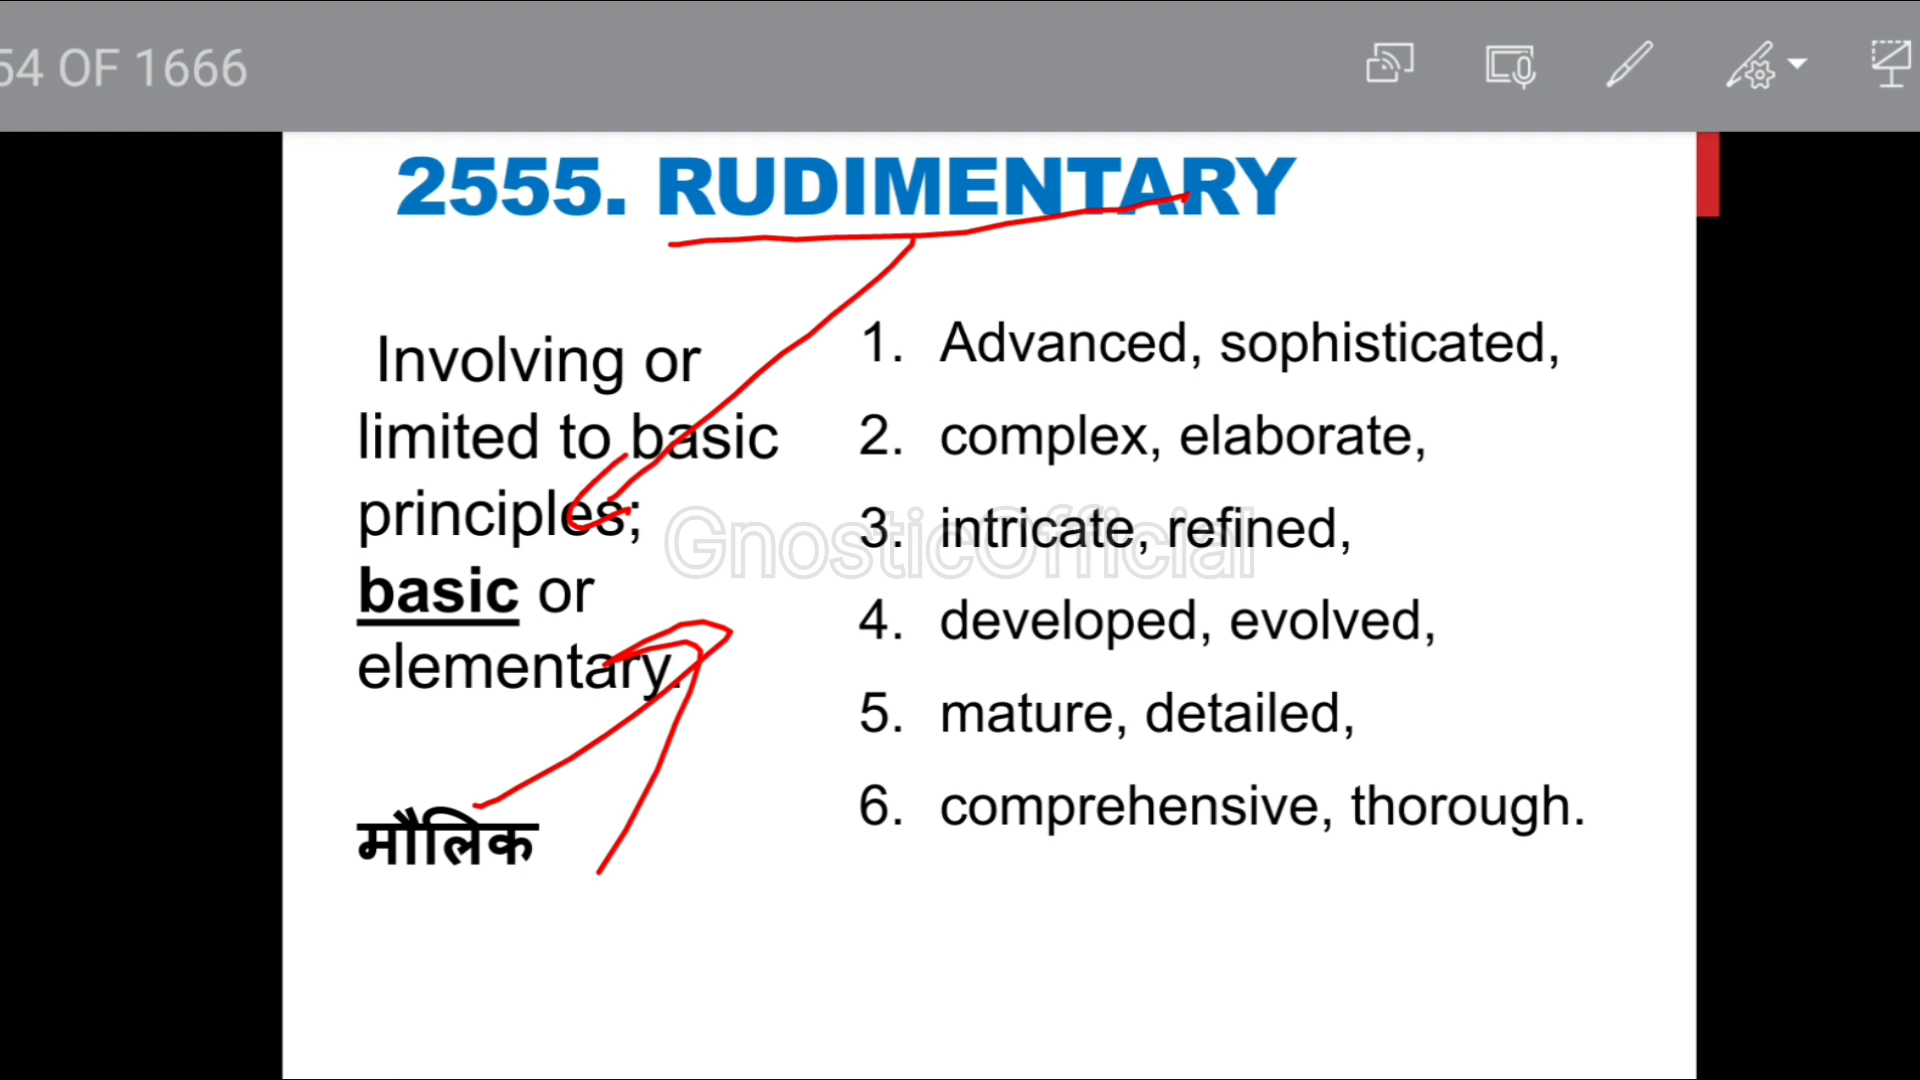 54 OF 1666
2555. RUDIMENTARY
Involving or
limited to basic
principles;
basic or
elementary.
मौलिक
1. Advanced, sophisticated,
2. complex, elaborate,
3. intricate, refined,
4. developed, evolved,
5. mature, detailed,
6. comprehensive, thorough.
GnosticOfficial